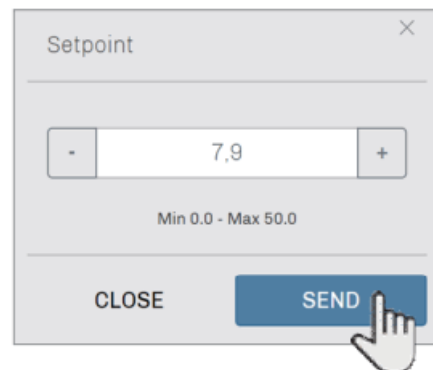 Setpoint ×
- 7,9 +
Min 0.0 - Max 50.0
CLOSE SEND